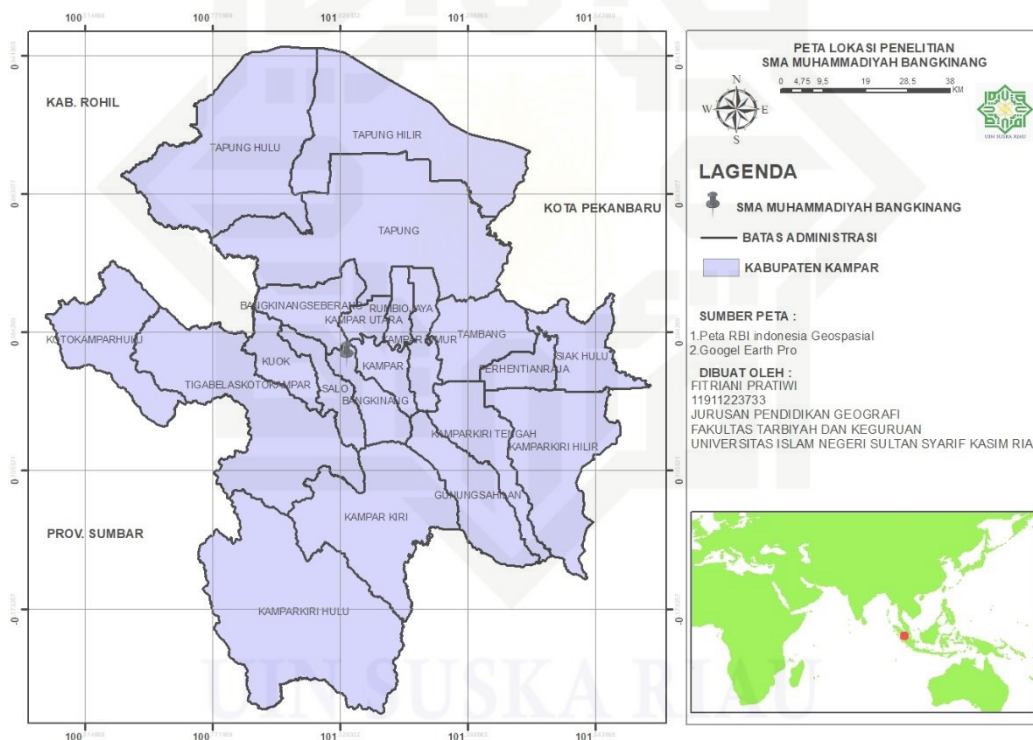 100 100 101 101 101
KAB. ROHIL
TAPUNG HULU
TAPUNG HILIR
KOTA PEKANBARU
TAPUNG
BANGKINANGSEBERANG
RUMBIOJAYA
KAMPAR UTARA
KAMPAR TIMUR
TAMBANG
KOTOKAMPARHULU
KUOK
KAMPAR
PERHENTIANRAJA
SIAK HULU
TIGABELASKOTOKAMPAR
SALO
BANGKINANG
KAMPARKIRI TENGAH
KAMPARKIRI HILIR
GUNUNGSAHILAN
KAMPAR KIRI
PROV. SUMBAR
KAMPARKIRI HULU
100 100 101 101 101
PETA LOKASI PENELITIAN
SMA MUHAMMADIYAH BANGKINANG
N
W E
S
0 4,75 9,5 19 28,5 38
KM
UIN SUSKA RIAU
LAGENDA
SMA MUHAMMADIYAH BANGKINANG
BATAS ADMINISTRASI
KABUPATEN KAMPAR
SUMBER PETA :
1.Peta RBI indonesia Geospasial
2.Googel Earth Pro
DIBUAT OLEH :
FITRIANI PRATIWI
11911223733
JURUSAN PENDIDIKAN GEOGRAFI
FAKULTAS TARBIYAH DAN KEGURUAN
UNIVERSITAS ISLAM NEGERI SULTAN SYARIF KASIM RIA
UIN SUSKA RIAU